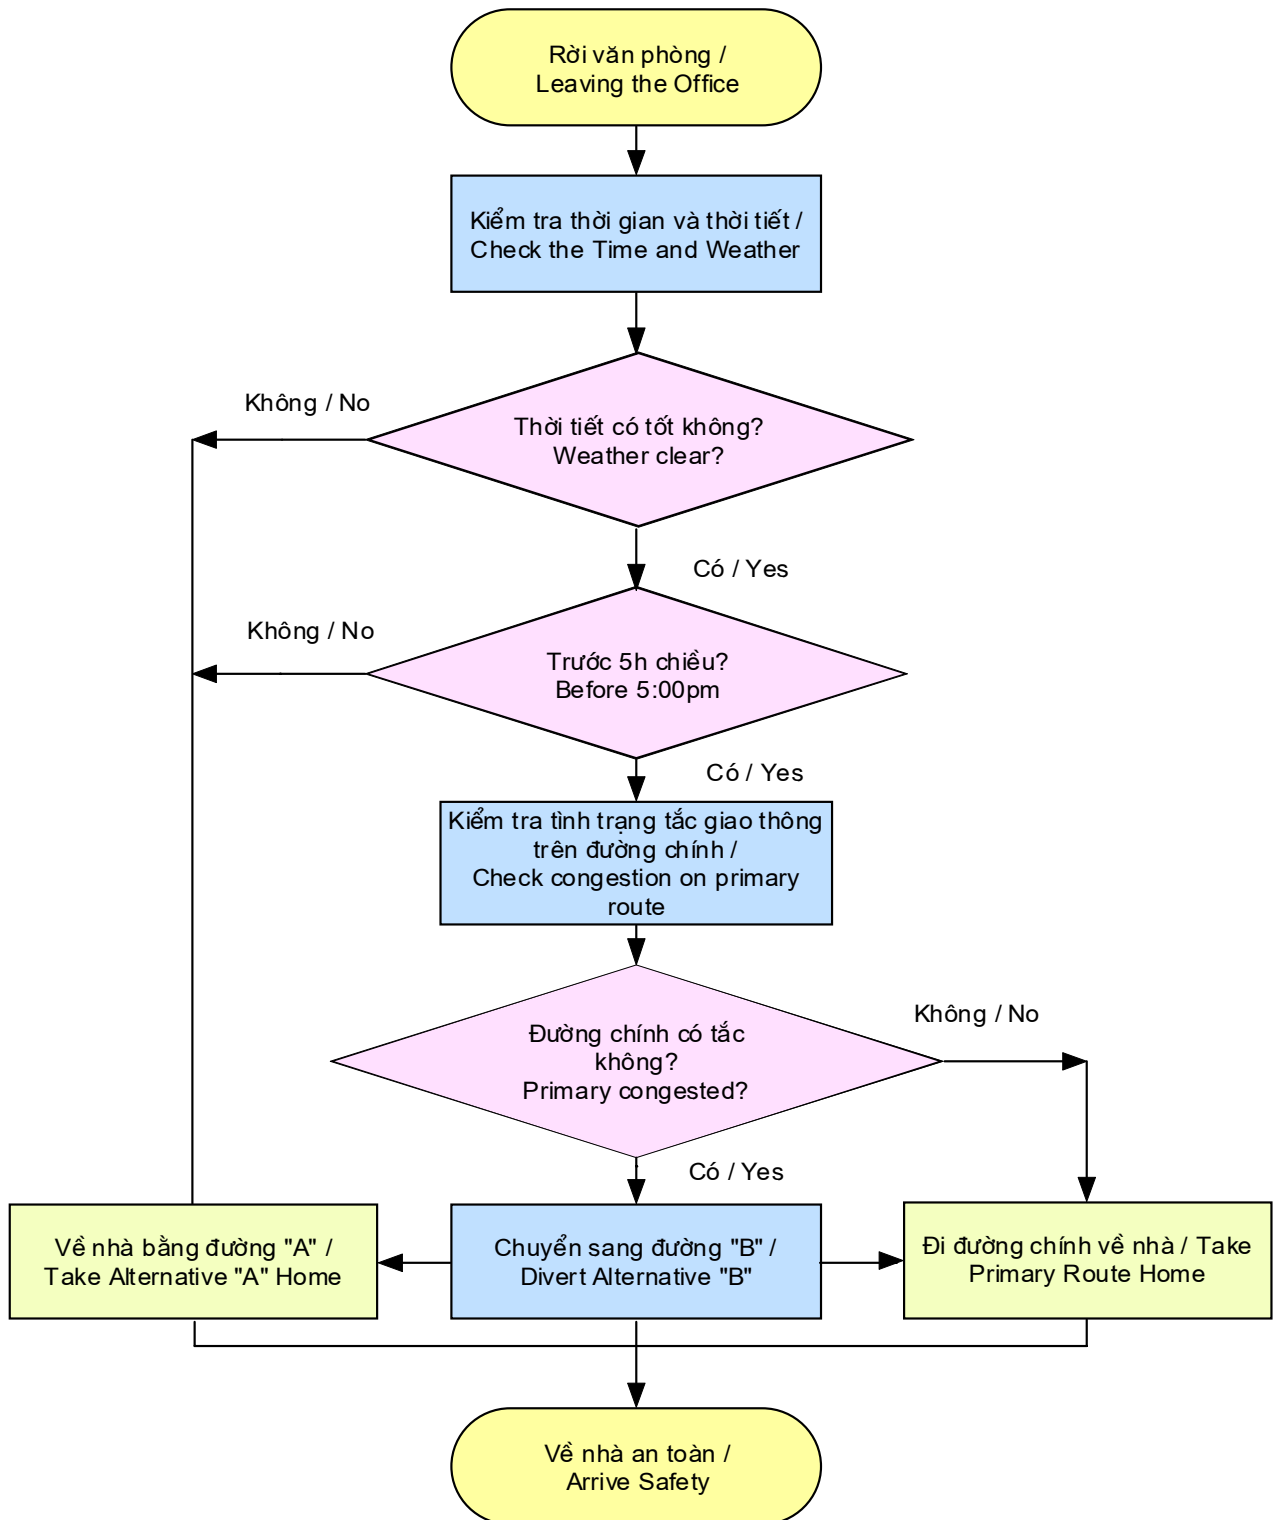 Rời văn phòng /
Leaving the Office
Kiểm tra thời gian và thời tiết /
Check the Time and Weather
Không / No
Thời tiết có tốt không?
Weather clear?
Có / Yes
Không / No
Trước 5h chiều?
Before 5:00pm
Có / Yes
Kiểm tra tình trạng tắc giao thông
trên đường chính /
Check congestion on primary
route
Không / No
Đường chính có tắc
không?
Primary congested?
Có / Yes
Về nhà bằng đường "A" /
Take Alternative "A" Home
Chuyển sang đường "B" /
Divert Alternative "B"
Đi đường chính về nhà / Take
Primary Route Home
Về nhà an toàn /
Arrive Safety